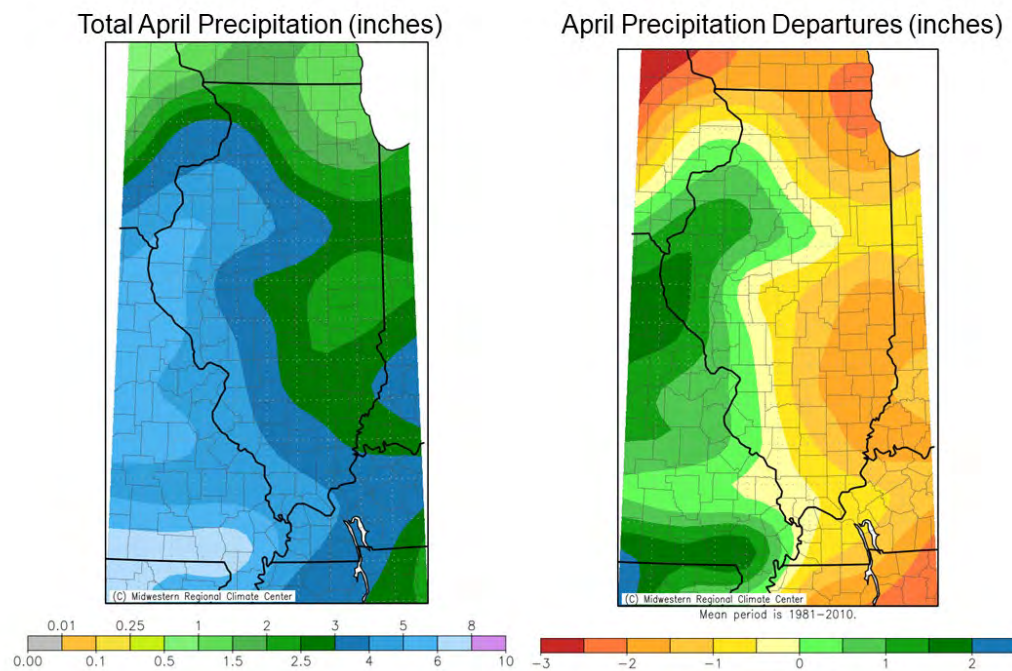 Total April Precipitation (inches)
April Precipitation Departures (inches)
(C) Midwestern Regional Climate Center
(C) Midwestern Regional Climate Center
Mean period is 1981-2010.
0.01 0.25 1 2 3 5 8
0.00 0.1 0.5 1.5 2.5 4 6 10
-3 -2 -1 0 1 2